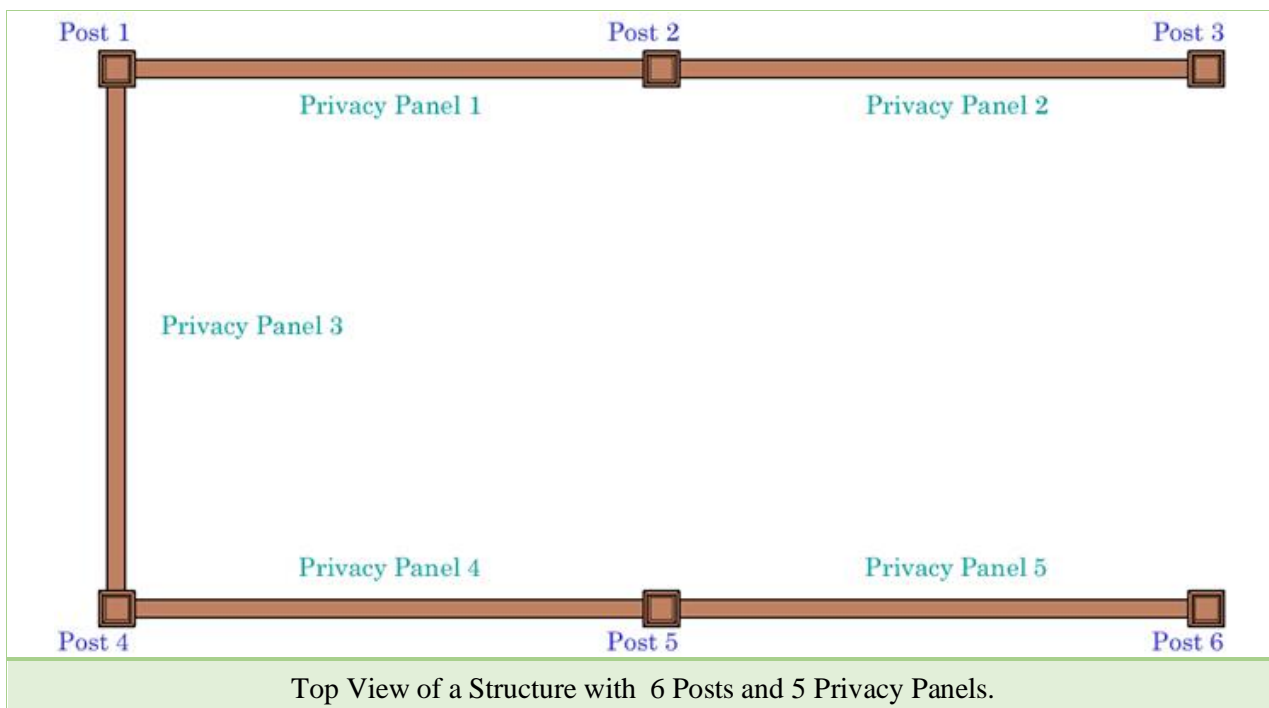 Post 1 Post 2 Post 3
Privacy Panel 1 Privacy Panel 2
Privacy Panel 3
Privacy Panel 4 Privacy Panel 5
Post 4 Post 5 Post 6
Top View of a Structure with 6 Posts and 5 Privacy Panels.